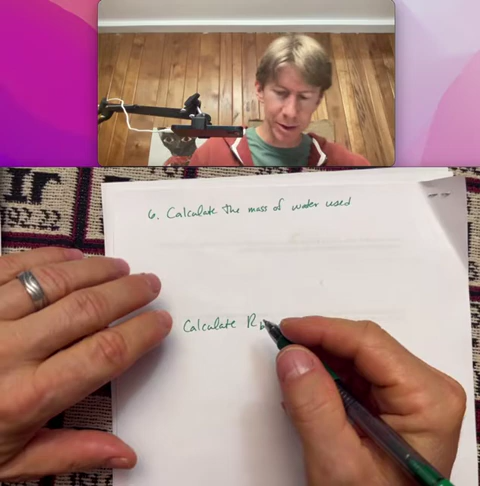 6. Calculate the mass of water used
Calculate R